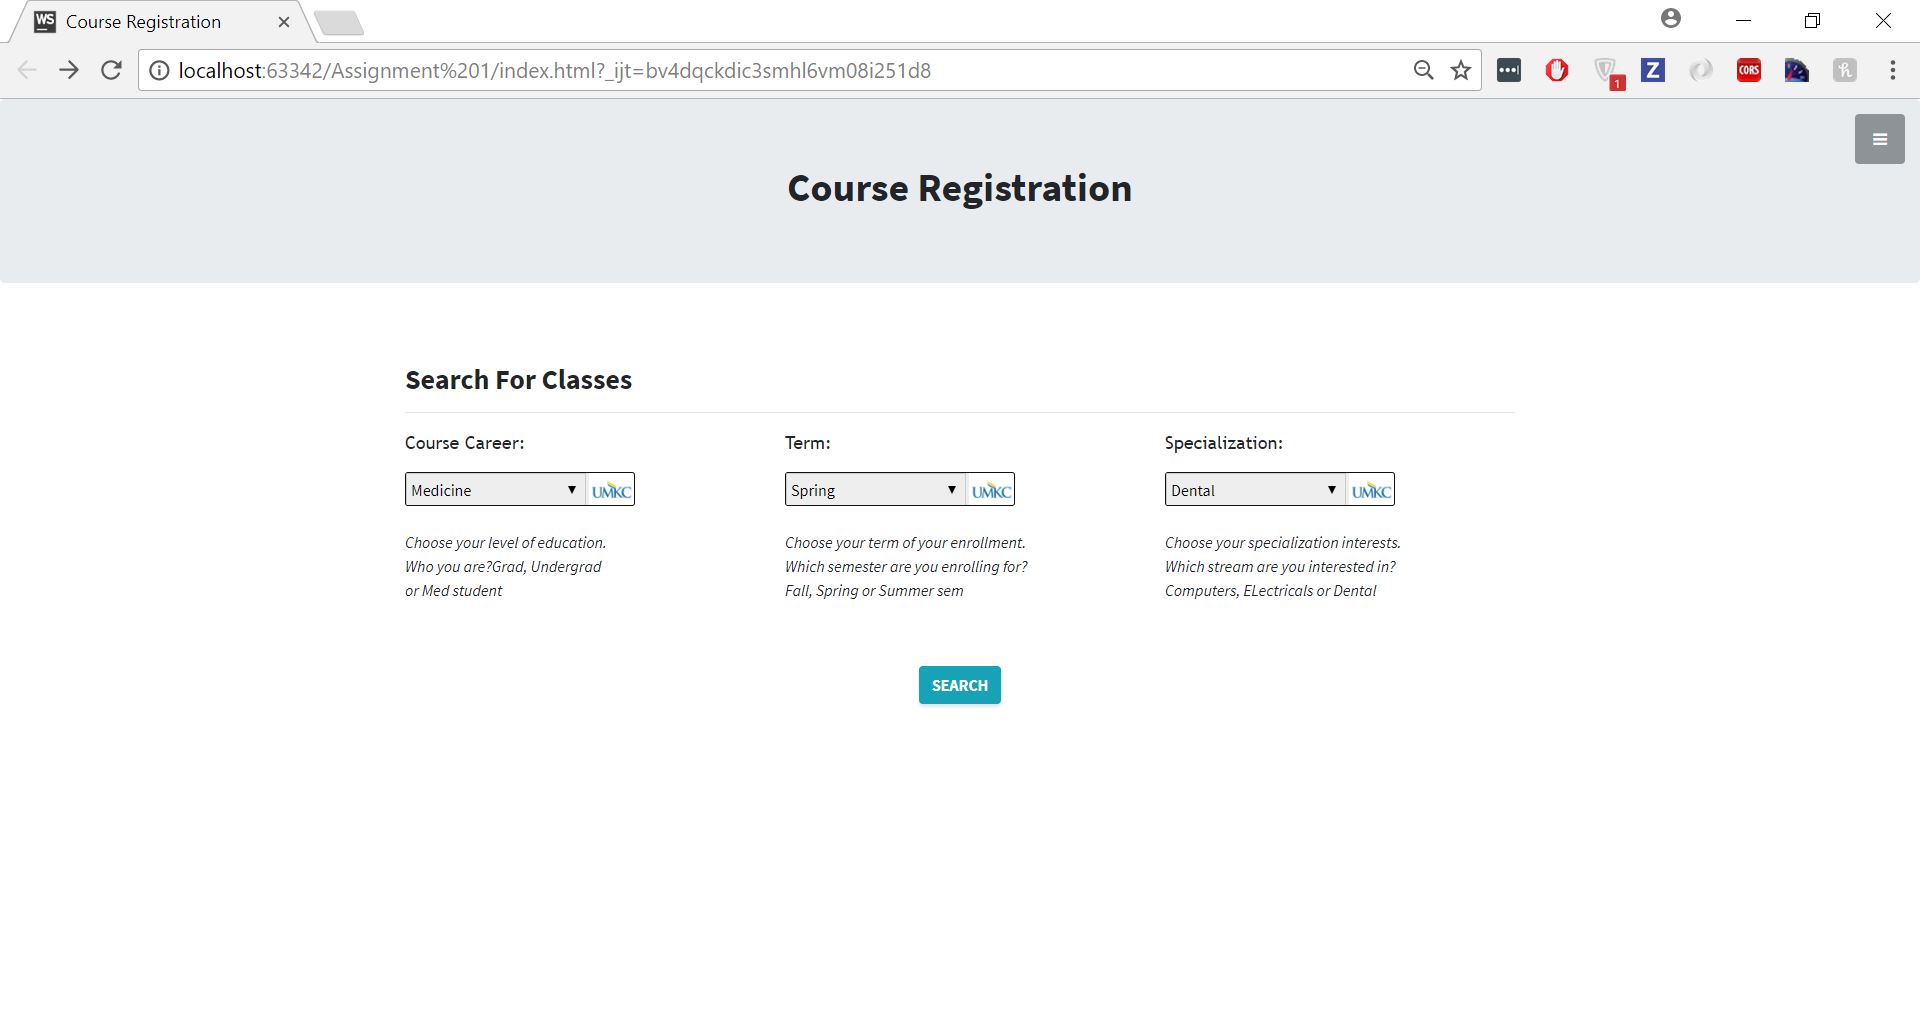 WS Course Registration
localhost:63342/Assignment%201/index.html?_ijt=bv4dqckdic3smhl6vm08i251d8
1
Z
CORS
h
Course Registration
Search For Classes
Course Career:
Term:
Specialization:
Medicine UMKC
Spring UMKC
Dental UMKC
Choose your level of education.
Who you are?Grad, Undergrad
or Med student
Choose your term of your enrollment.
Which semester are you enrolling for?
Fall, Spring or Summer sem
Choose your specialization interests.
Which stream are you interested in?
Computers, ELectricals or Dental
SEARCH